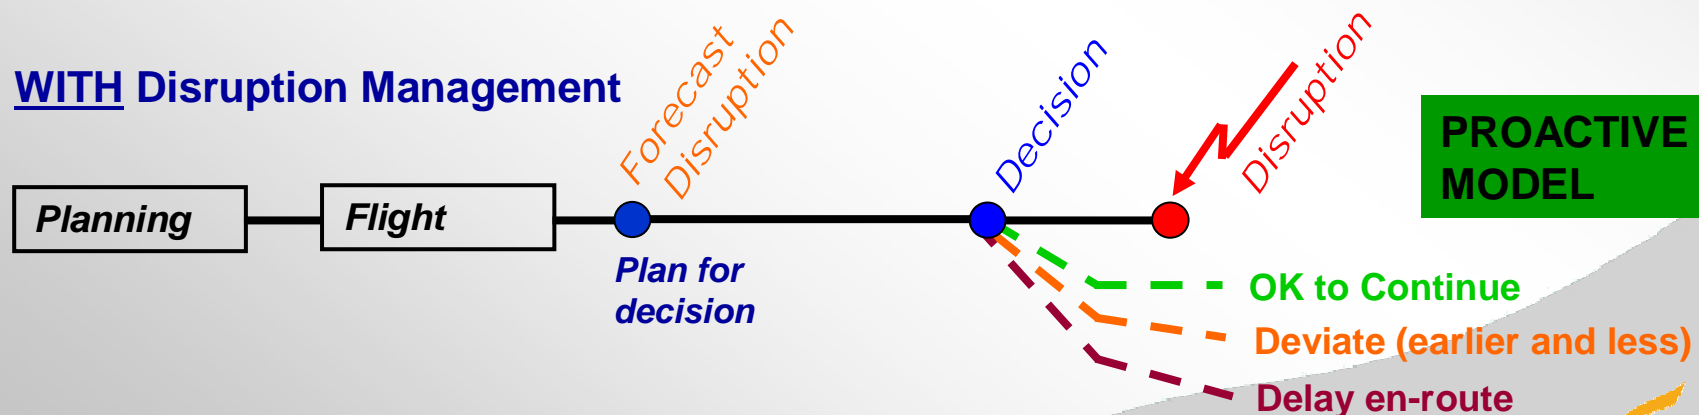 WITH Disruption Management
Forecast
Disruption
Decision
Disruption
PROACTIVE
MODEL
Planning
Flight
Plan for
decision
OK to Continue
Deviate (earlier and less)
Delay en-route